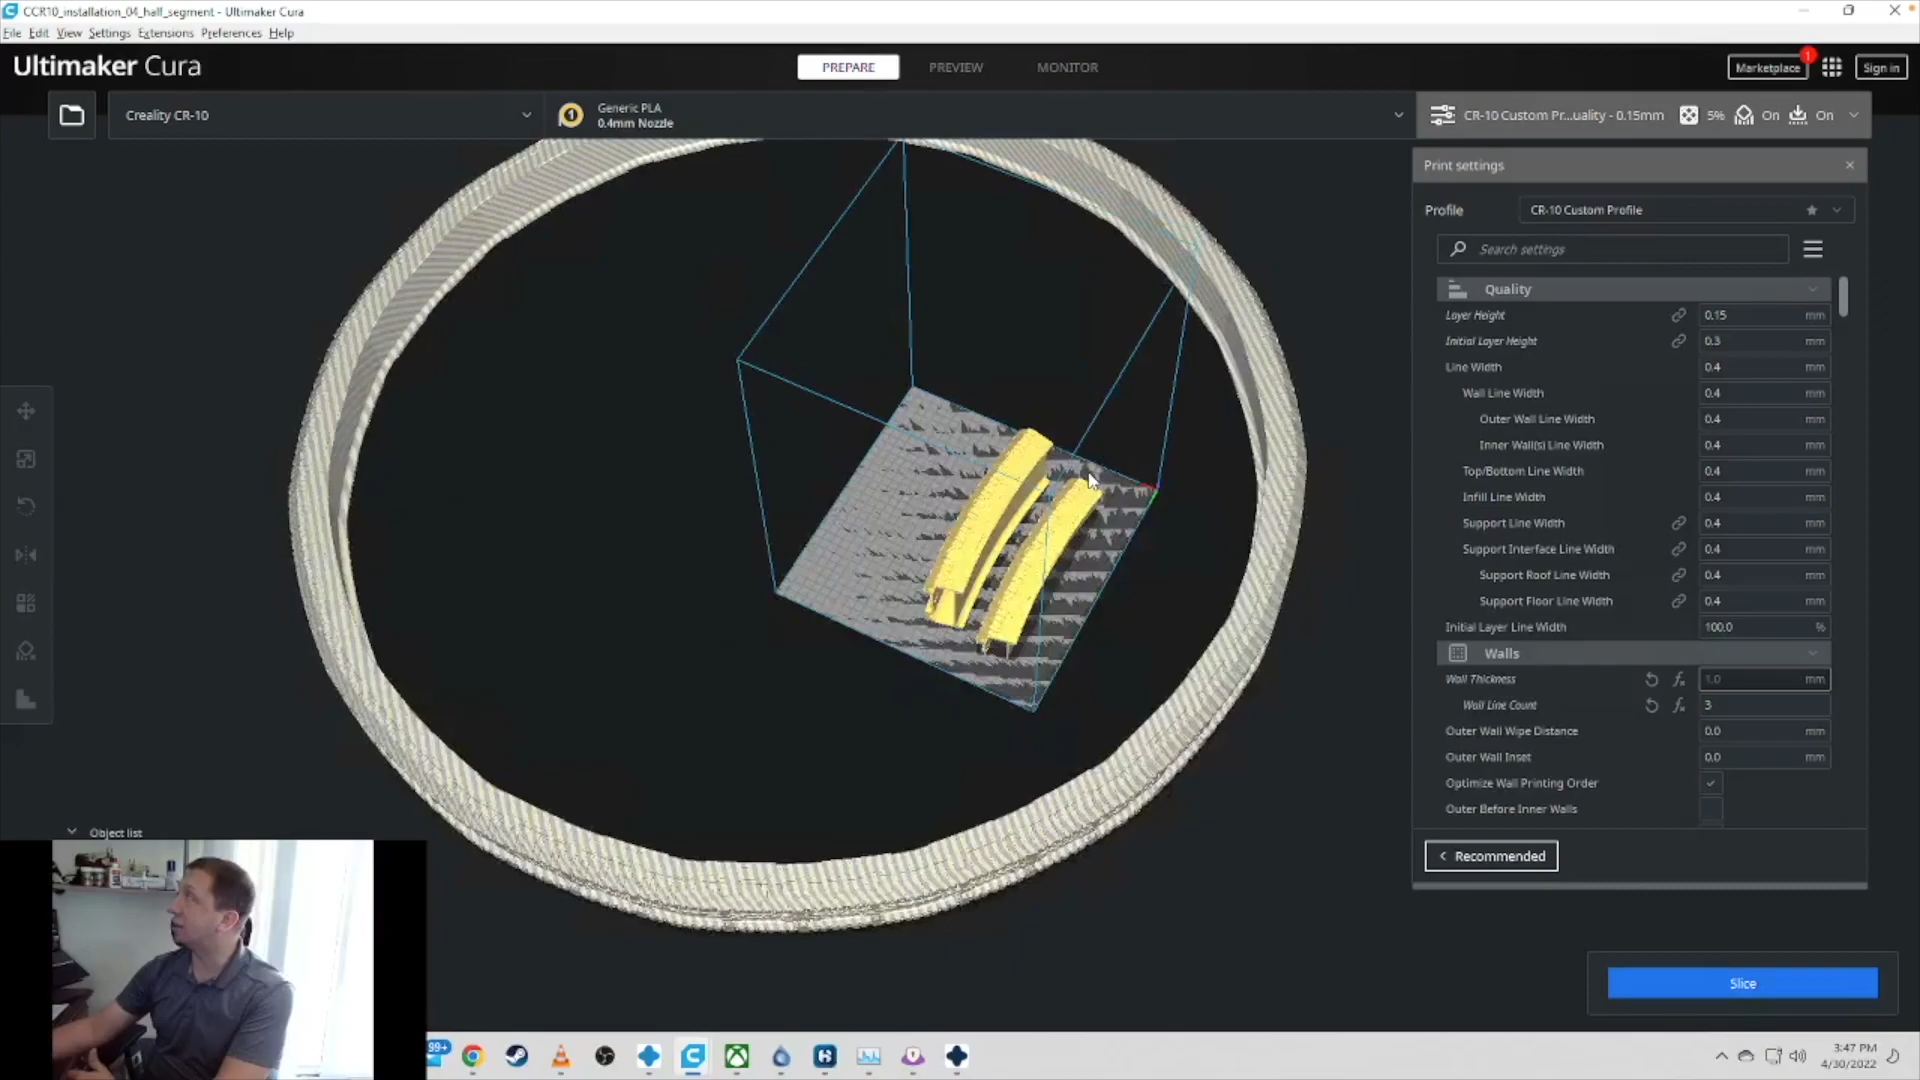 CCR10_installation_04_half_segment - Ultimaker Cura
File Edit View Settings Extensions Preferences Help
Ultimaker Cura
PREPARE PREVIEW MONITOR
Marketplace 1 Sign in
Creality CR-10
1 Generic PLA
0.4mm Nozzle
CR-10 Custom Pr...uality - 0.15mm 5% On On
Print settings
Profile CR-10 Custom Profile
Search settings
Quality
Layer Height 0.15 mm
Initial Layer Height 0.3 mm
Line Width 0.4 mm
Wall Line Width 0.4 mm
Outer Wall Line Width 0.4 mm
Inner Wall(s) Line Width 0.4 mm
Top/Bottom Line Width 0.4 mm
Infill Line Width 0.4 mm
Support Line Width 0.4 mm
Support Interface Line Width 0.4 mm
Support Roof Line Width 0.4 mm
Support Floor Line Width 0.4 mm
Initial Layer Line Width 100.0 %
Walls
Wall Thickness 1.0 mm
Wall Line Count 3
Outer Wall Wipe Distance 0.0 mm
Outer Wall Inset 0.0 mm
Optimize Wall Printing Order
Outer Before Inner Walls
Recommended
Object list
Slice
99+
3:47 PM
4/30/2022